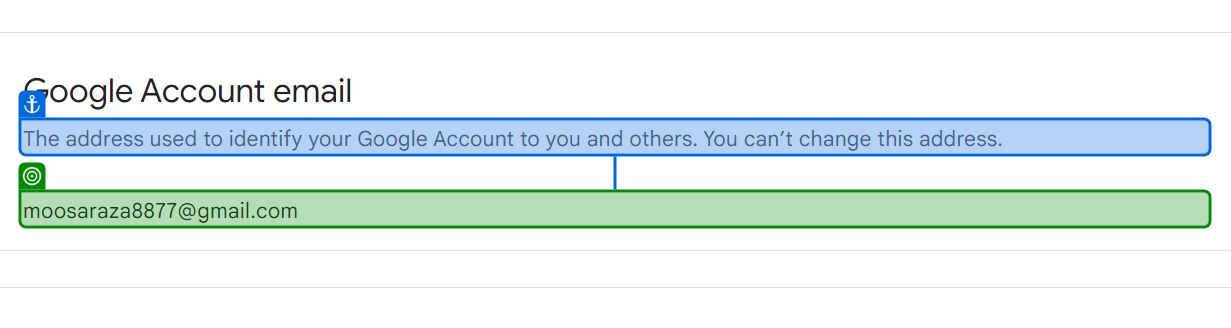 Google Account email
The address used to identify your Google Account to you and others. You can’t change this address.
moosaraza8877@gmail.com